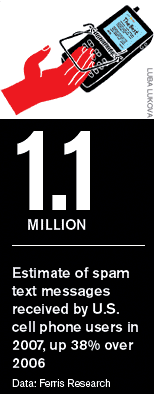 LUBA LUKOVA
1.1
MILLION
Estimate of spam
text messages
received by U.S.
cell phone users in
2007, up 38% over
2006
Data: Ferris Research